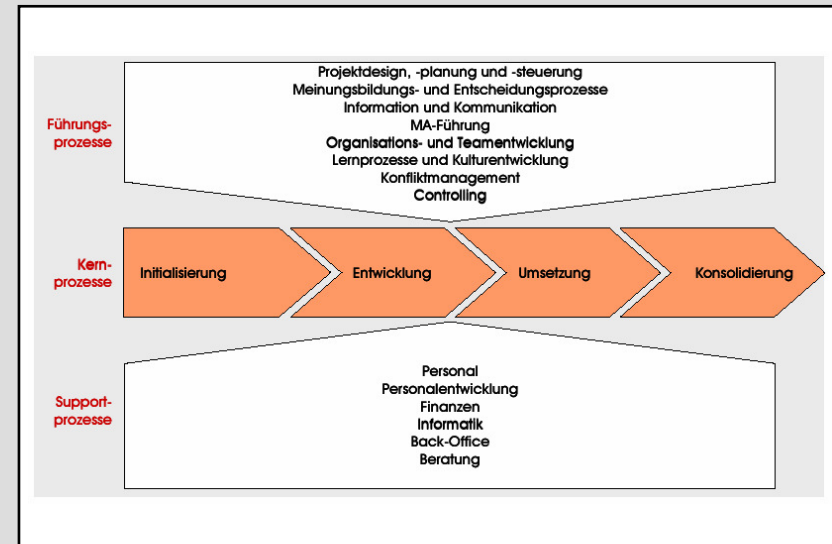 Führungs-
prozesse
Projektdesign, -planung und -steuerung
Meinungsbildungs- und Entscheidungsprozesse
Information und Kommunikation
MA-Führung
Organisations- und Teamentwicklung
Lernprozesse und Kulturentwicklung
Konfliktmanagement
Controlling
Kern-
prozesse
Initialisierung
Entwicklung
Umsetzung
Konsolidierung
Support-
prozesse
Personal
Personalentwicklung
Finanzen
Informatik
Back-Office
Beratung